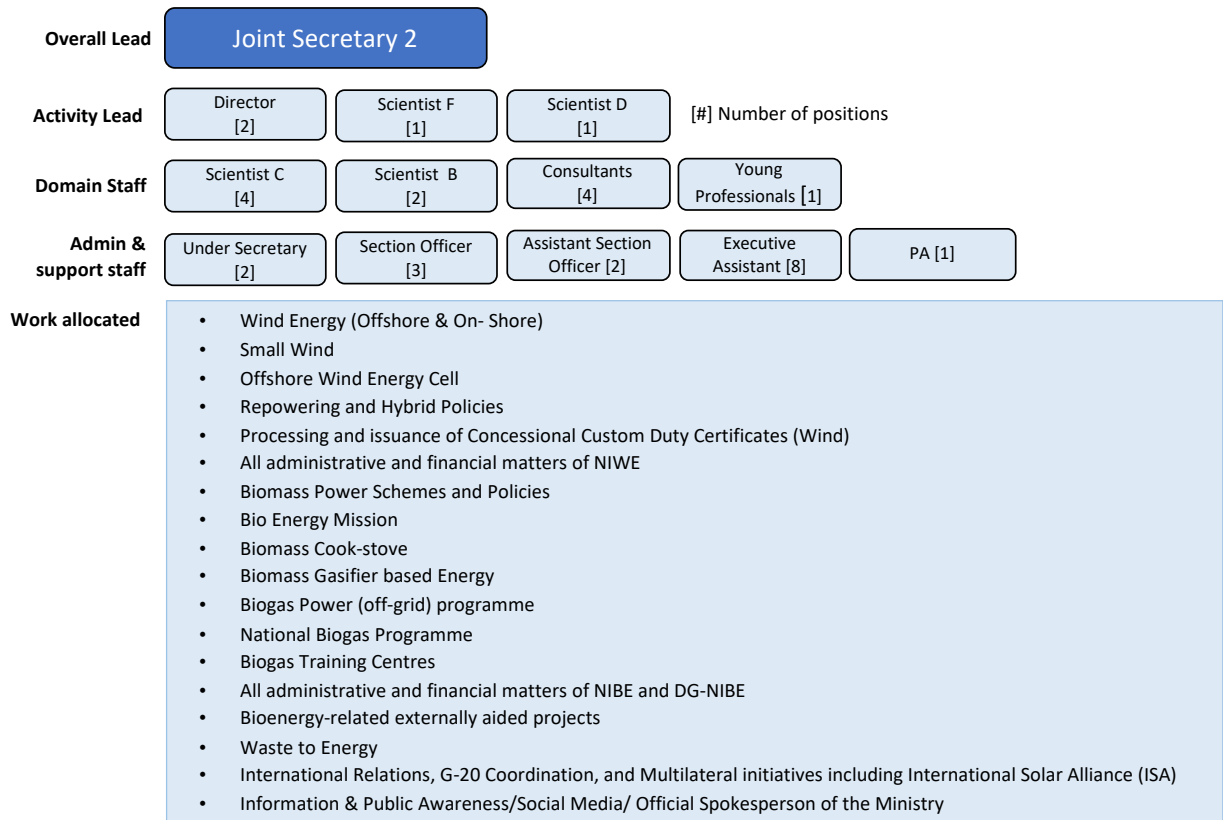 Overall Lead
Joint Secretary 2
Activity Lead
Director
[2]
Scientist F
[1]
Scientist D
[1]
[#] Number of positions
Domain Staff
Scientist C
[4]
Scientist B
[2]
Consultants
[4]
Young
Professionals [1]
Admin &
support staff
Under Secretary
[2]
Section Officer
[3]
Assistant Section
Officer [2]
Executive
Assistant [8]
PA [1]
Work allocated
• Wind Energy (Offshore & On- Shore)
• Small Wind
• Offshore Wind Energy Cell
• Repowering and Hybrid Policies
• Processing and issuance of Concessional Custom Duty Certificates (Wind)
• All administrative and financial matters of NIWE
• Biomass Power Schemes and Policies
• Bio Energy Mission
• Biomass Cook-stove
• Biomass Gasifier based Energy
• Biogas Power (off-grid) programme
• National Biogas Programme
• Biogas Training Centres
• All administrative and financial matters of NIBE and DG-NIBE
• Bioenergy-related externally aided projects
• Waste to Energy
• International Relations, G-20 Coordination, and Multilateral initiatives including International Solar Alliance (ISA)
• Information & Public Awareness/Social Media/ Official Spokesperson of the Ministry